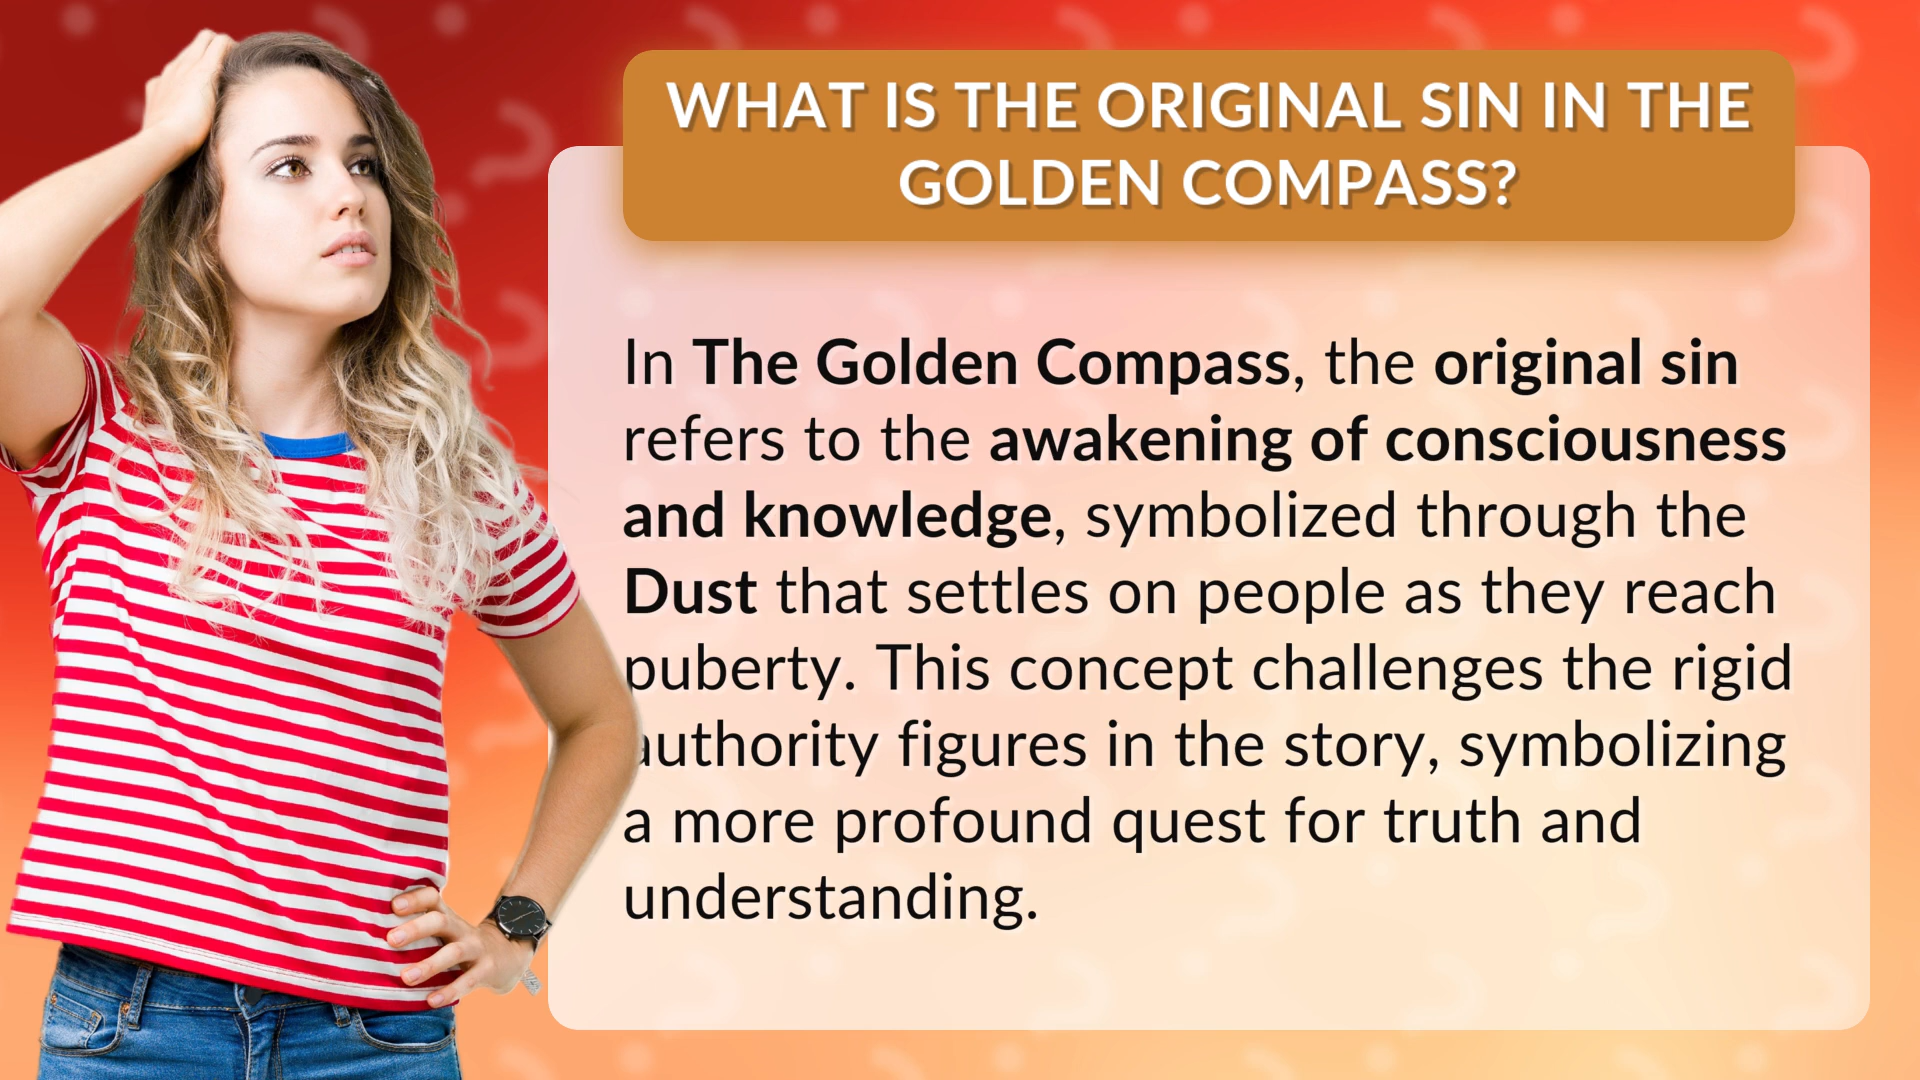 WHAT IS THE ORIGINAL SIN IN THE
GOLDEN COMPASS?
In The Golden Compass, the original sin
refers to the awakening of consciousness
and knowledge, symbolized through the
Dust that settles on people as they reach
puberty. This concept challenges the rigid
authority figures in the story, symbolizing
a more profound quest for truth and
understanding.